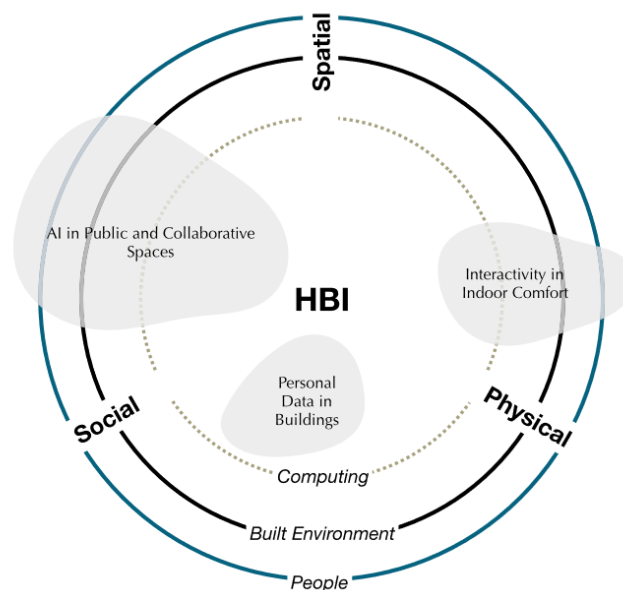 Spatial
AI in Public and Collaborative
Spaces
Interactivity in
Indoor Comfort
HBI
Personal
Data in
Buildings
Social
Physical
Computing
Built Environment
People